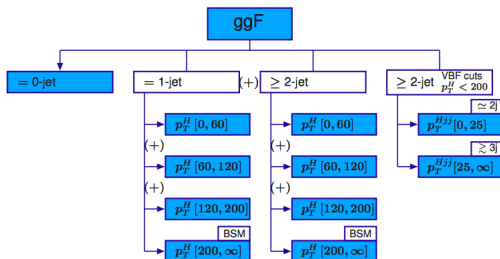 ggF
= 0-jet
= 1-jet
(+)
≥ 2-jet
≥ 2-jet VBF cuts
p_T^H < 200
≃ 2j
p_T^H [0, 60]
p_T^H [0, 60]
p_T^{Hjj} [0, 25]
(+)
(+)
≳ 3j
p_T^H [60, 120]
p_T^H [60, 120]
p_T^{Hjj} [25, ∞]
(+)
(+)
p_T^H [120, 200]
p_T^H [120, 200]
BSM
BSM
p_T^H [200, ∞]
p_T^H [200, ∞]